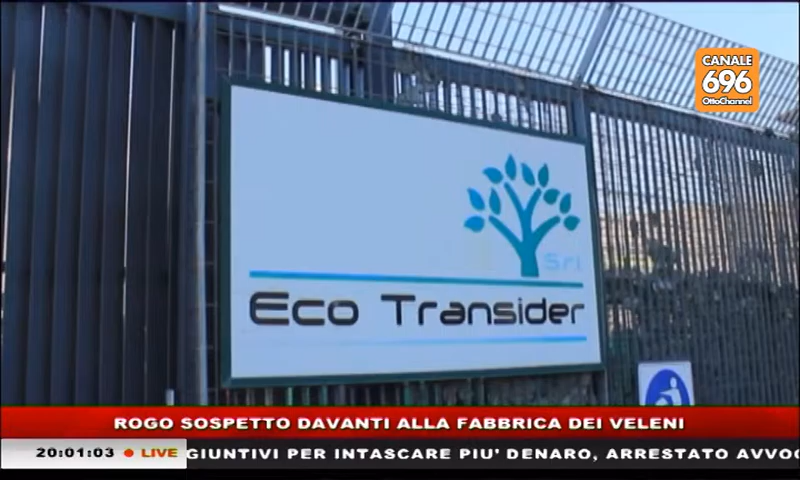 CANALE
696
OttoChannel
S.r.l
Eco Transider
ROGO SOSPETTO DAVANTI ALLA FABBRICA DEI VELENI
20:01:03 LIVE GIUNTIVI PER INTASCARE PIU' DENARO, ARRESTATO AVVOC